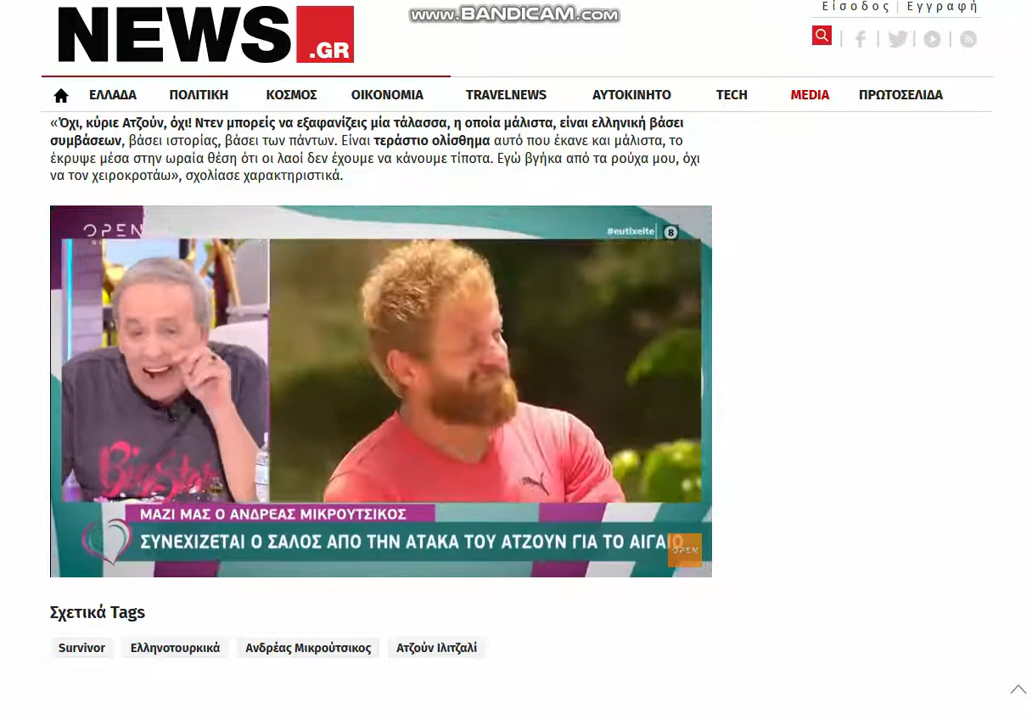 www.BANDICAM.com
Είσοδος | Εγγραφή
NEWS.GR
ΕΛΛΑΔΑ ΠΟΛΙΤΙΚΗ ΚΟΣΜΟΣ ΟΙΚΟΝΟΜΙΑ TRAVELNEWS ΑΥΤΟΚΙΝΗΤΟ TECH MEDIA ΠΡΩΤΟΣΕΛΙΔΑ
«Όχι, κύριε Ατζούν, όχι! Ντεν μπορείς να εξαφανίζεις μία τάλασσα, η οποία μάλιστα, είναι ελληνική βάσει
συμβάσεων, βάσει ιστορίας, βάσει των πάντων. Είναι τεράστιο ολίσθημα αυτό που έκανε και μάλιστα, το
έκρυψε μέσα στην ωραία θέση ότι οι λαοί δεν έχουμε να κάνουμε τίποτα. Εγώ βγήκα από τα ρούχα μου, όχι
να τον χειροκροτάω», σχολίασε χαρακτηριστικά.
OPEN
#eutixeite 8
BigStar
ΜΑΖΙ ΜΑΣ Ο ΑΝΔΡΕΑΣ ΜΙΚΡΟΥΤΣΙΚΟΣ
ΣΥΝΕΧΙΖΕΤΑΙ Ο ΣΑΛΟΣ ΑΠΟ ΤΗΝ ΑΤΑΚΑ ΤΟΥ ΑΤΖΟΥΝ ΓΙΑ ΤΟ ΑΙΓΑΙΟ
OPEN
Σχετικά Tags
Survivor Ελληνοτουρκικά Ανδρέας Μικρούτσικος Ατζούν Ιλιτζαλί